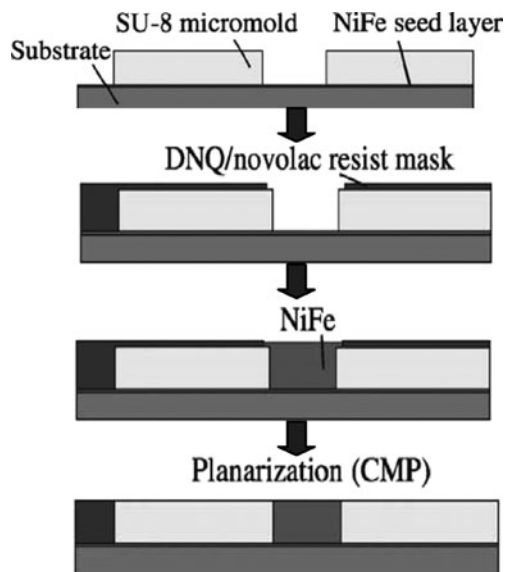 SU-8 micromold
NiFe seed layer
Substrate
DNQ/novolac resist mask
NiFe
Planarization (CMP)